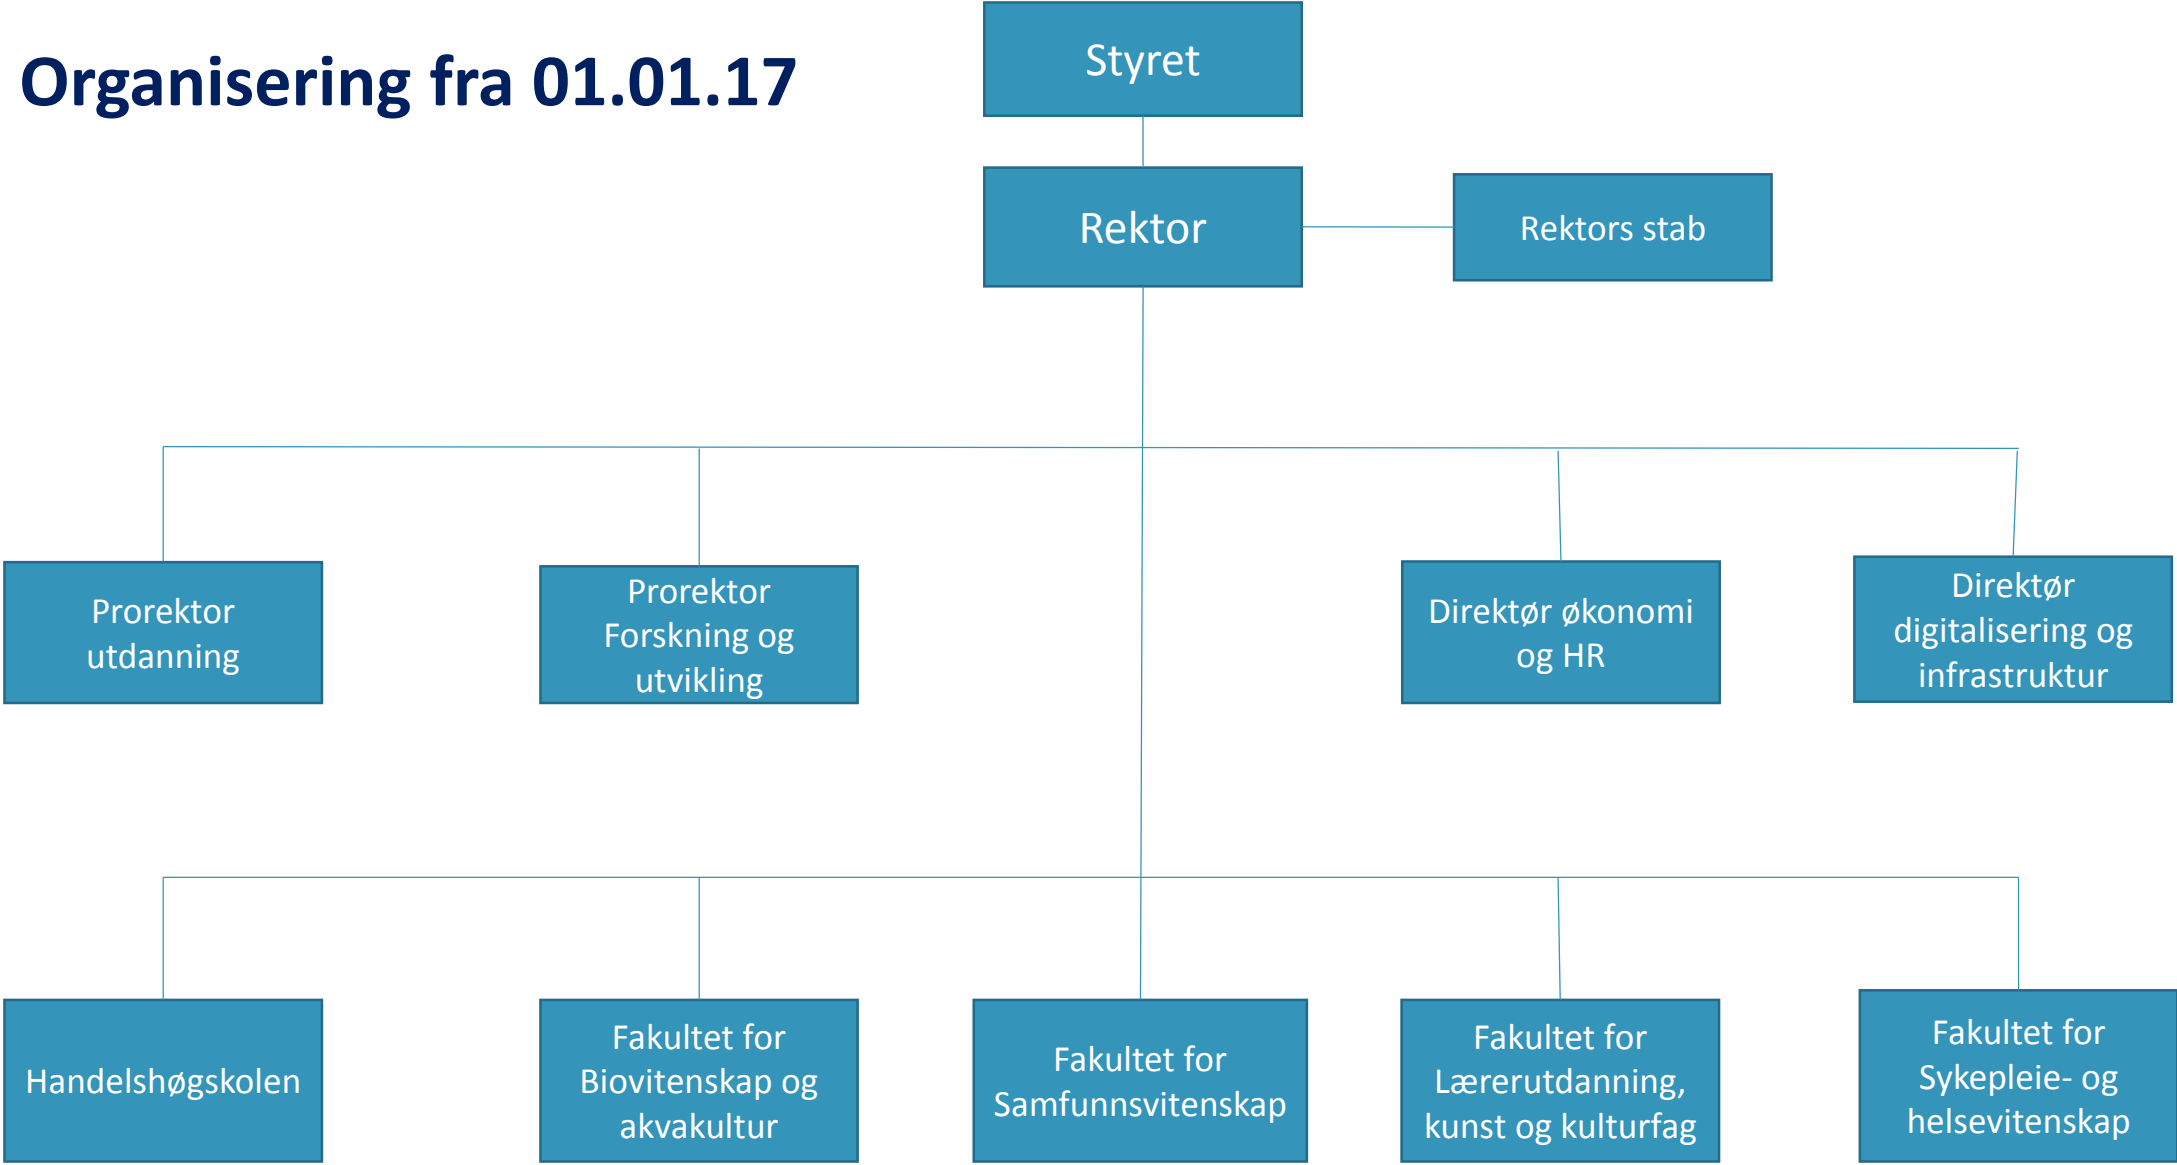 Organisering fra 01.01.17
Styret
Rektor
Rektors stab
Prorektor
utdanning
Prorektor
Forskning og
utvikling
Direktør økonomi
og HR
Direktør
digitalisering og
infrastruktur
Handelshøgskolen
Fakultet for
Biovitenskap og
akvakultur
Fakultet for
Samfunnsvitenskap
Fakultet for
Lærerutdanning,
kunst og kulturfag
Fakultet for
Sykepleie- og
helsevitenskap